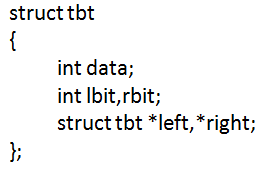 struct tbt
{
int data;
int lbit,rbit;
struct tbt *left,*right;
};